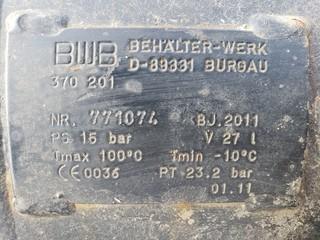 BWB BEHÄLTER-WERK
D-89331 BURGAU
370 201
NR. 771074 BJ. 2011
PS 15 bar V 27 l
Tmax 100°C Tmin -10°C
CE 0036 PT 23.2 bar
01.11